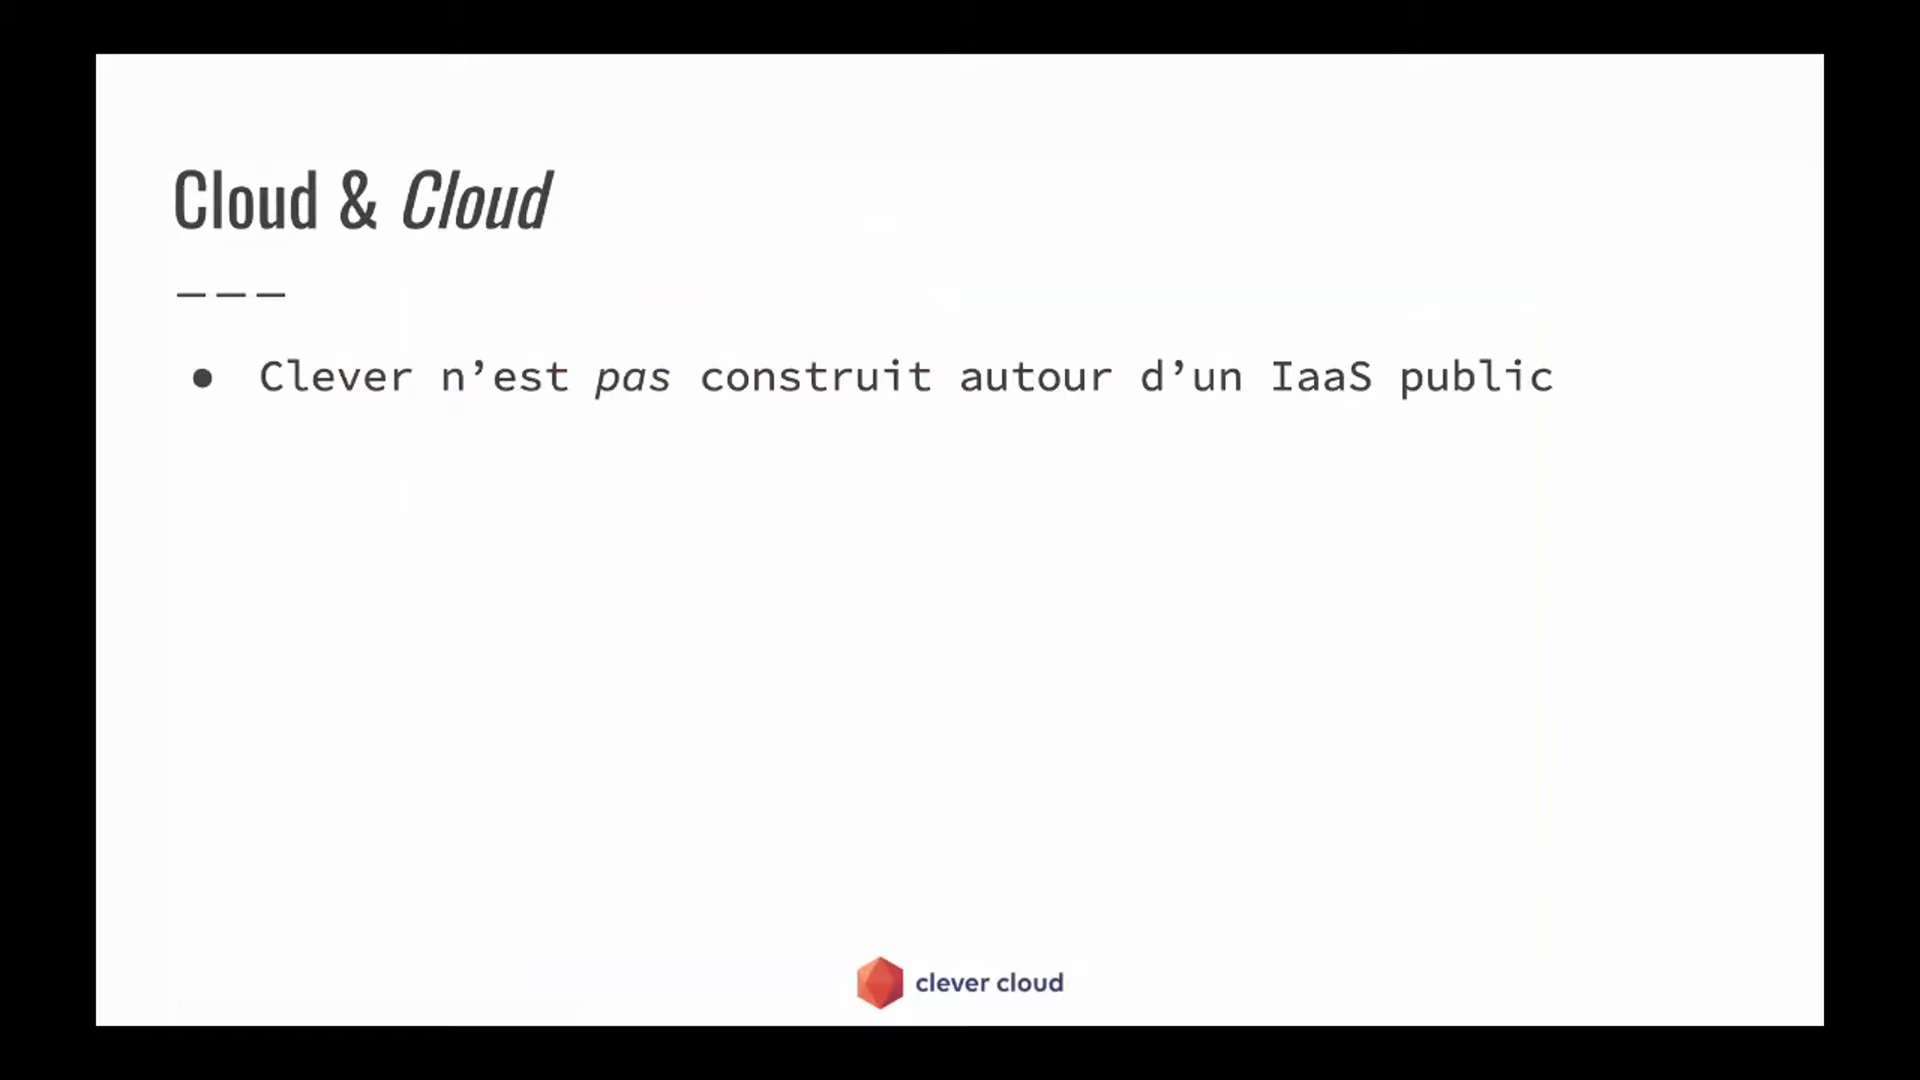 Cloud & Cloud
———
● Clever n’est pas construit autour d’un IaaS public
clever cloud